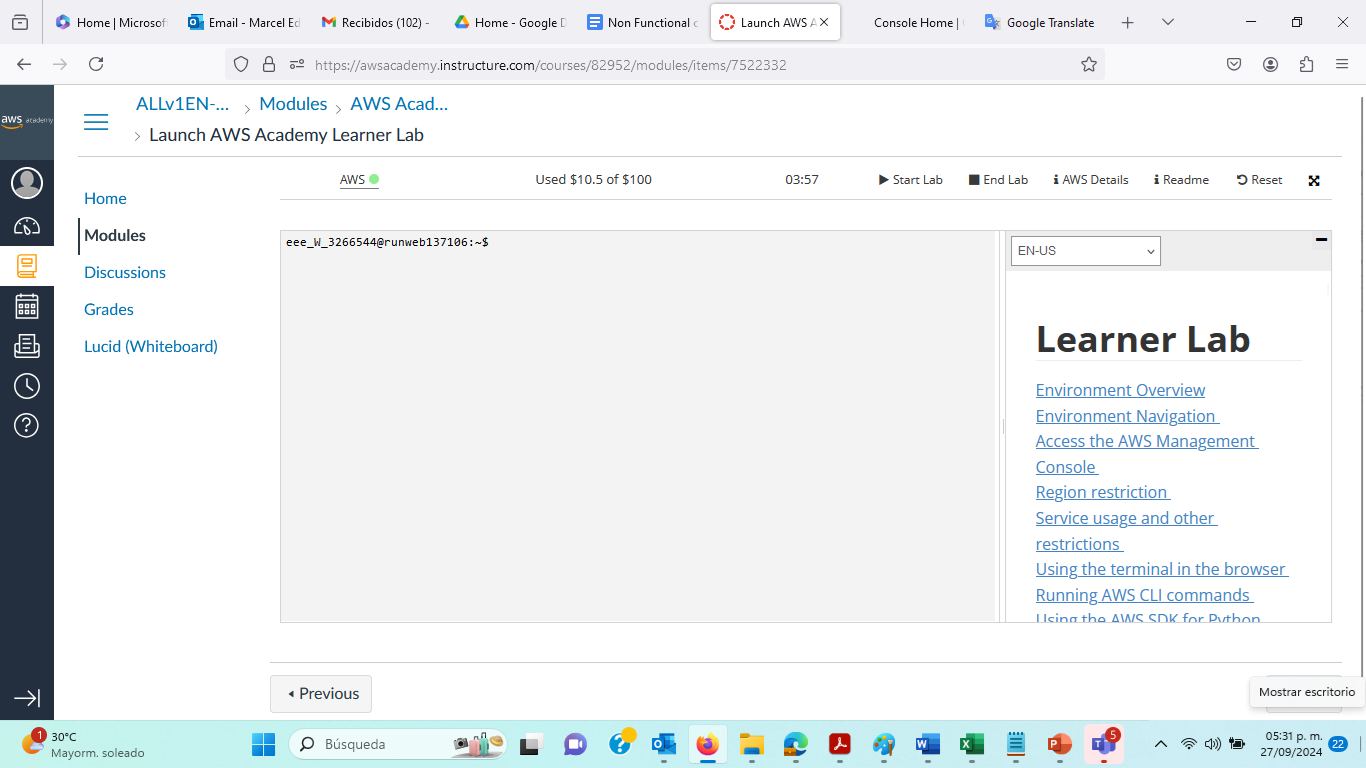 Home | Microsoft
Email - Marcel Ed
Recibidos (102) -
Home - Google D
Non Functional
Launch AWS A
Console Home |
Google Translate
https://awsacademy.instructure.com/courses/82952/modules/items/7522332
aws academy
ALLv1EN-...
Modules
AWS Acad...
Launch AWS Academy Learner Lab
AWS
Used $10.5 of $100
03:57
Start Lab
End Lab
AWS Details
Readme
Reset
Home
Modules
Discussions
Grades
Lucid (Whiteboard)
eee_W_3266544@runweb137106:~$
EN-US
Learner Lab
Environment Overview
Environment Navigation
Access the AWS Management
Console
Region restriction
Service usage and other
restrictions
Using the terminal in the browser
Running AWS CLI commands
Using the AWS SDK for Python
Previous
Mostrar escritorio
1
30°C
Mayorm. soleado
Búsqueda
5
05:31 p. m.
27/09/2024
22